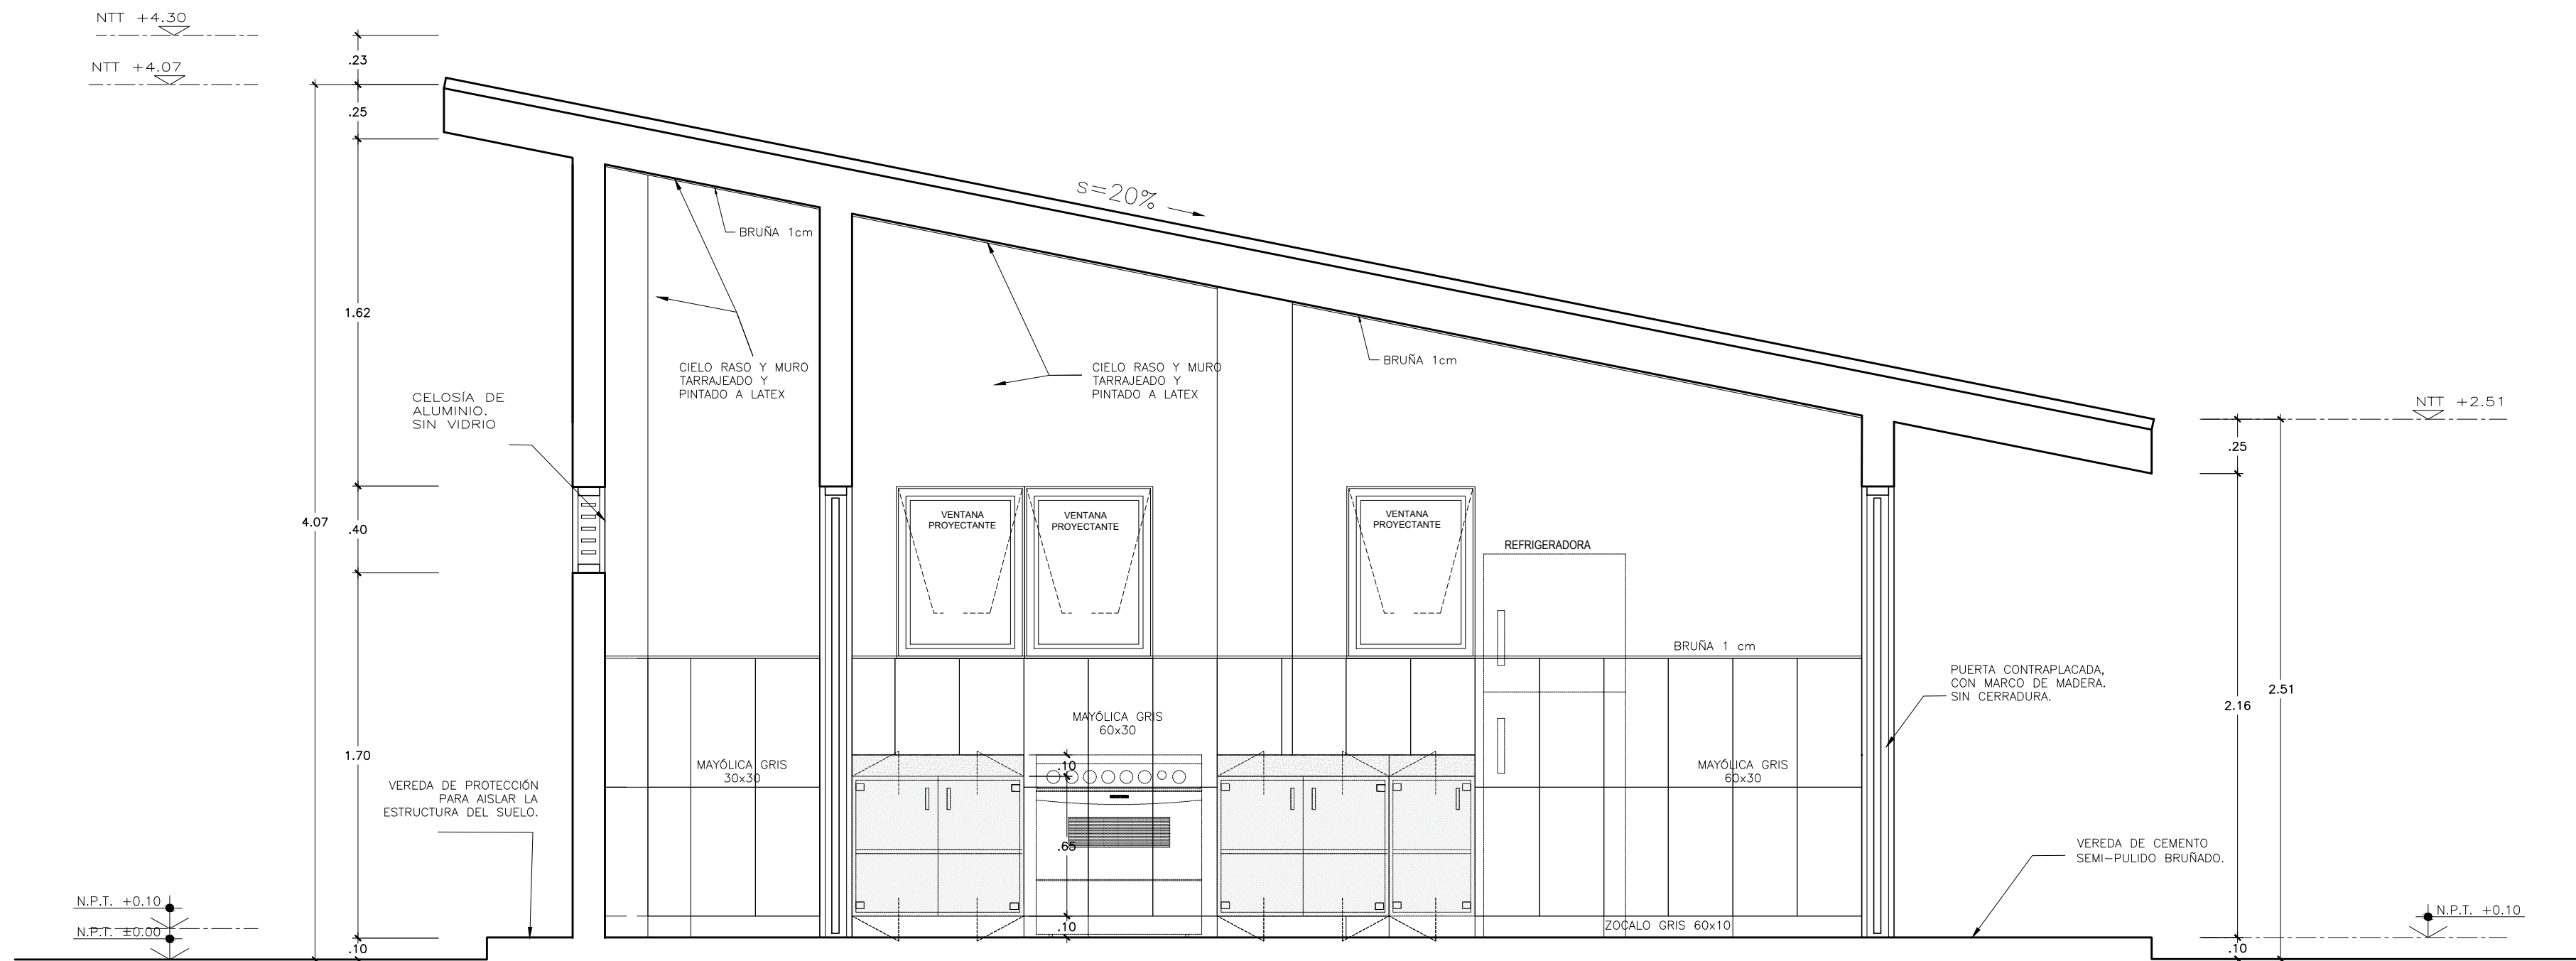 NTT +4.30
NTT +4.07
.23
.25
1.62
4.07
.40
1.70
.10
N.P.T. +0.10
N.P.T. ±0.00
CELOSÍA DE
ALUMINIO.
SIN VIDRIO
VEREDA DE PROTECCIÓN
PARA AISLAR LA
ESTRUCTURA DEL SUELO.
BRUÑA 1cm
CIELO RASO Y MURO
TARRAJEADO Y
PINTADO A LATEX
s=20%
CIELO RASO Y MURO
TARRAJEADO Y
PINTADO A LATEX
BRUÑA 1cm
VENTANA
PROYECTANTE
VENTANA
PROYECTANTE
VENTANA
PROYECTANTE
REFRIGERADORA
BRUÑA 1 cm
MAYÓLICA GRIS
30x30
MAYÓLICA GRIS
60x30
MAYÓLICA GRIS
60x30
.10
.65
.10
ZOCALO GRIS 60x10
PUERTA CONTRAPLACADA,
CON MARCO DE MADERA.
SIN CERRADURA.
VEREDA DE CEMENTO
SEMI-PULIDO BRUÑADO.
NTT +2.51
.25
2.16
2.51
.10
N.P.T. +0.10